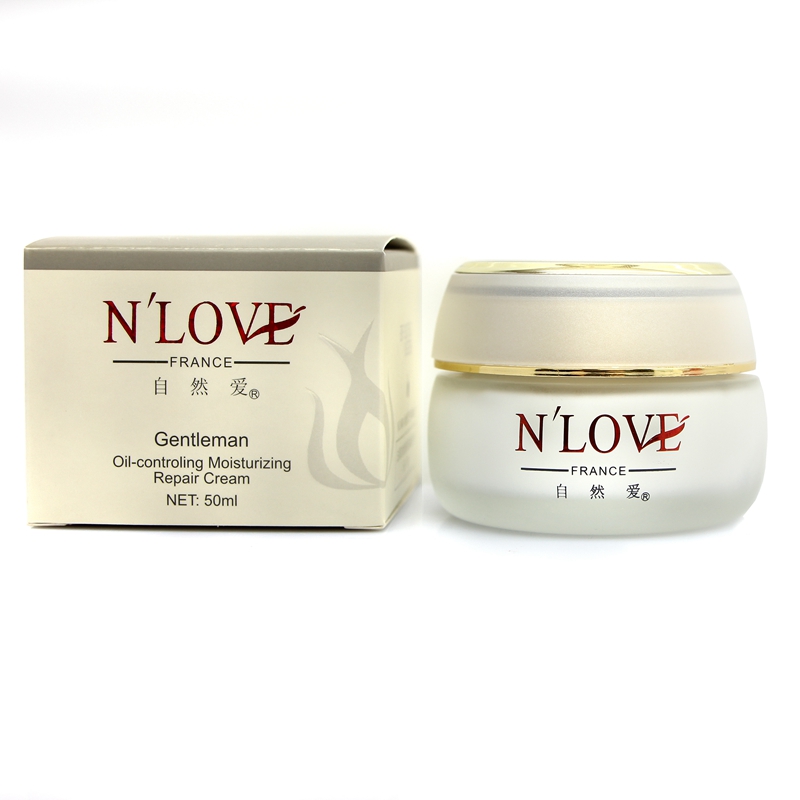 N'LOVE
FRANCE
自然爱®
Gentleman
Oil-controling Moisturizing
Repair Cream
NET: 50ml
N'LOVE
FRANCE
自然爱®